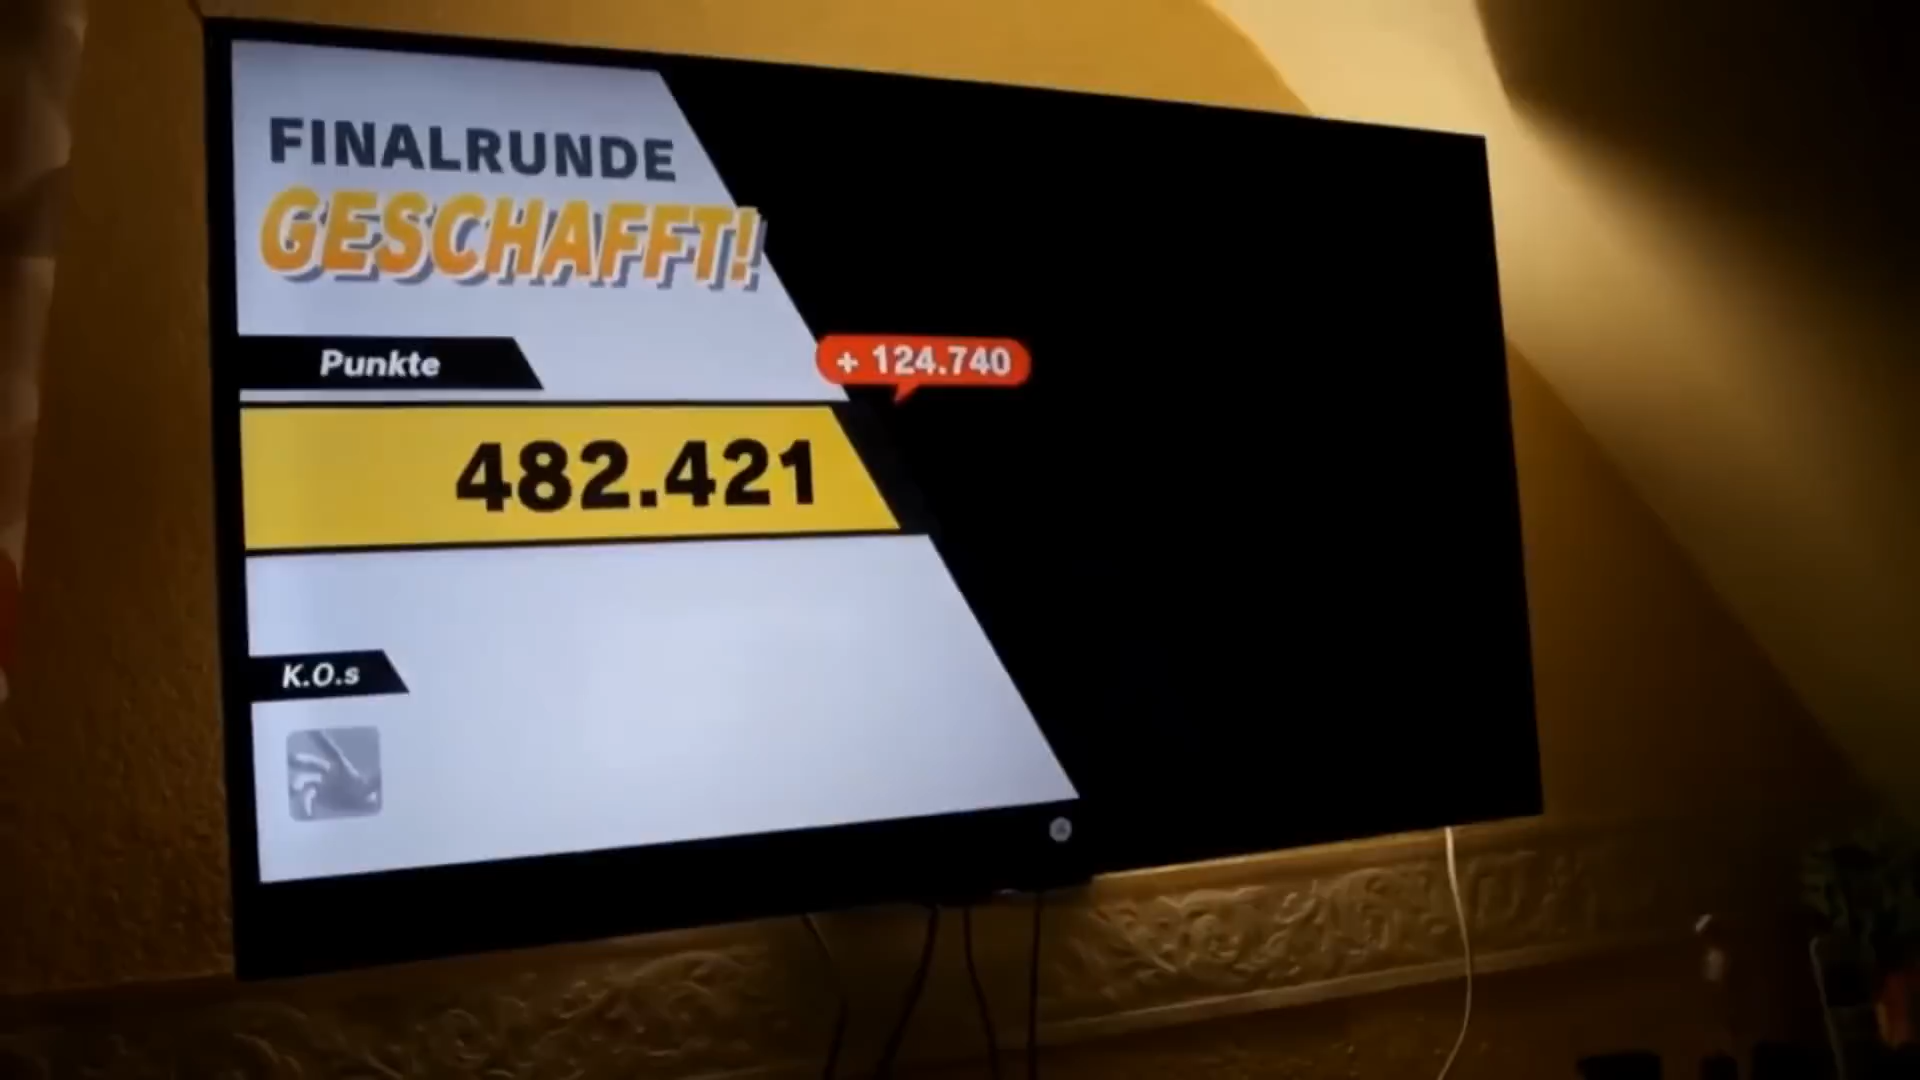 FINALRUNDE
GESCHAFFT!
Punkte
+ 124.740
482.421
K.O.s